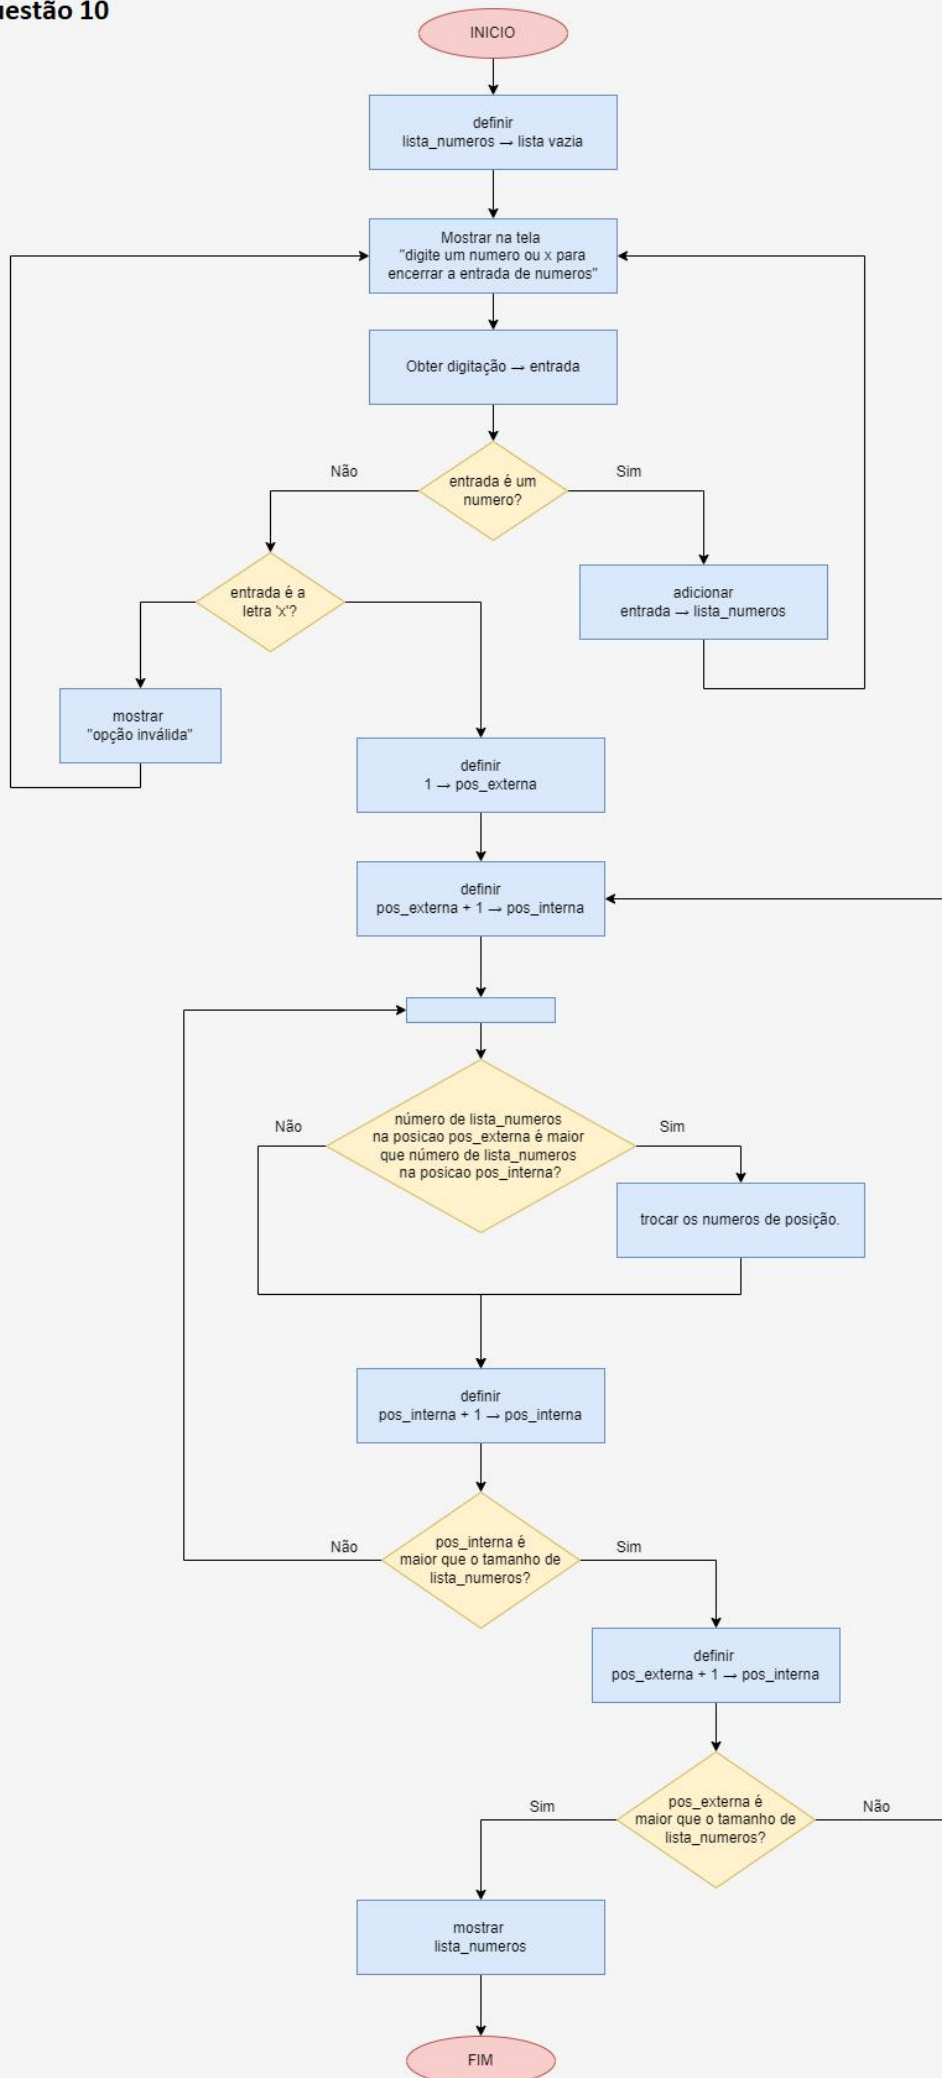 uestão 10
INICIO
definir
lista_numeros → lista vazia
Mostrar na tela
"digite um numero ou x para
encerrar a entrada de numeros"
Obter digitação → entrada
Não
entrada é um
numero?
Sim
entrada é a
letra 'x'?
adicionar
entrada → lista_numeros
mostrar
"opção inválida"
definir
1 → pos_externa
definir
pos_externa + 1 → pos_interna
Não
número de lista_numeros
na posicao pos_externa é maior
que número de lista_numeros
na posicao pos_interna?
Sim
trocar os numeros de posição.
definir
pos_interna + 1 → pos_interna
Não
pos_interna é
maior que o tamanho de
lista_numeros?
Sim
definir
pos_externa + 1 → pos_interna
Sim
pos_externa é
maior que o tamanho de
lista_numeros?
Não
mostrar
lista_numeros
FIM